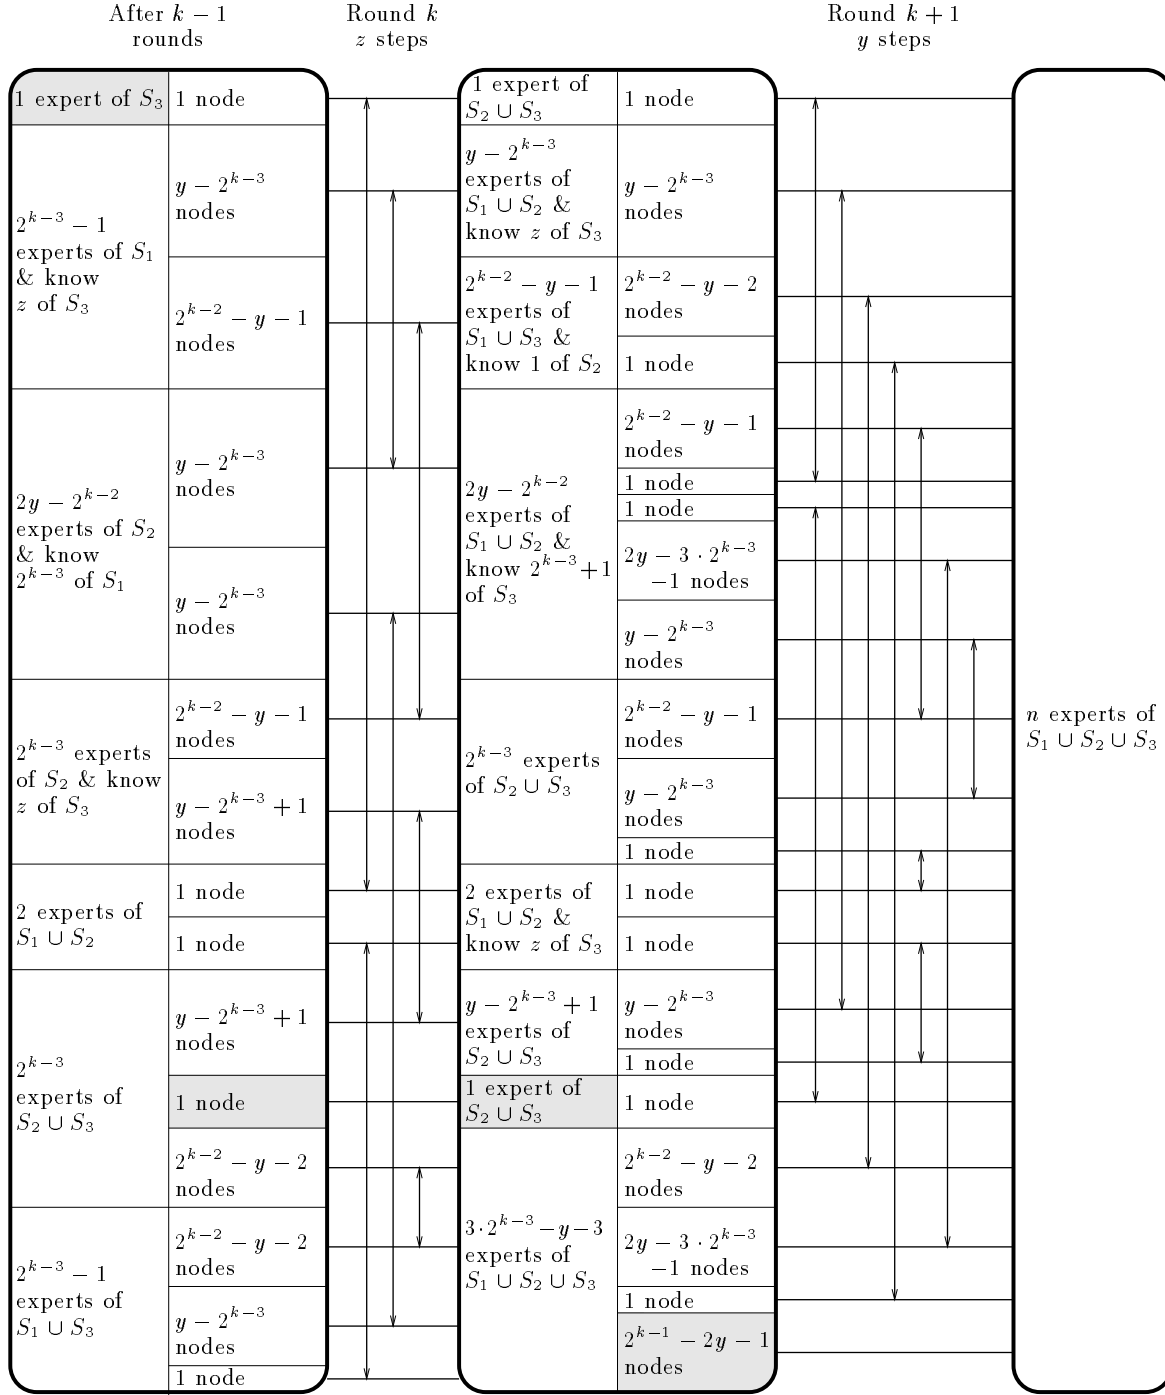 After k − 1
rounds
Round k
z steps
Round k + 1
y steps
1 expert of S₃
1 node
2^{k−3} − 1
experts of S₁
& know
z of S₃
y − 2^{k−3}
nodes
2^{k−2} − y − 1
nodes
2y − 2^{k−2}
experts of S₂
& know
2^{k−3} of S₁
y − 2^{k−3}
nodes
y − 2^{k−3}
nodes
2^{k−3} experts
of S₂ & know
z of S₃
2^{k−2} − y − 1
nodes
y − 2^{k−3} + 1
nodes
2 experts of
S₁ ∪ S₂
1 node
1 node
2^{k−3}
experts of
S₂ ∪ S₃
y − 2^{k−3} + 1
nodes
1 node
2^{k−2} − y − 2
nodes
2^{k−3} − 1
experts of
S₁ ∪ S₃
2^{k−2} − y − 2
nodes
y − 2^{k−3}
nodes
1 node
1 expert of
S₂ ∪ S₃
1 node
y − 2^{k−3}
experts of
S₁ ∪ S₂ &
know z of S₃
y − 2^{k−3}
nodes
2^{k−2} − y − 1
experts of
S₁ ∪ S₃ &
know 1 of S₂
2^{k−2} − y − 2
nodes
1 node
2y − 2^{k−2}
experts of
S₁ ∪ S₂ &
know 2^{k−3} + 1
of S₃
2^{k−2} − y − 1
nodes
1 node
1 node
2y − 3 · 2^{k−3}
−1 nodes
y − 2^{k−3}
nodes
2^{k−3} experts
of S₂ ∪ S₃
2^{k−2} − y − 1
nodes
y − 2^{k−3}
nodes
1 node
2 experts of
S₁ ∪ S₂ &
know z of S₃
1 node
1 node
y − 2^{k−3} + 1
experts of
S₂ ∪ S₃
y − 2^{k−3}
nodes
1 node
1 expert of
S₂ ∪ S₃
1 node
3 · 2^{k−3} − y − 3
experts of
S₁ ∪ S₂ ∪ S₃
2^{k−2} − y − 2
nodes
2y − 3 · 2^{k−3}
−1 nodes
1 node
2^{k−1} − 2y − 1
nodes
n experts of
S₁ ∪ S₂ ∪ S₃